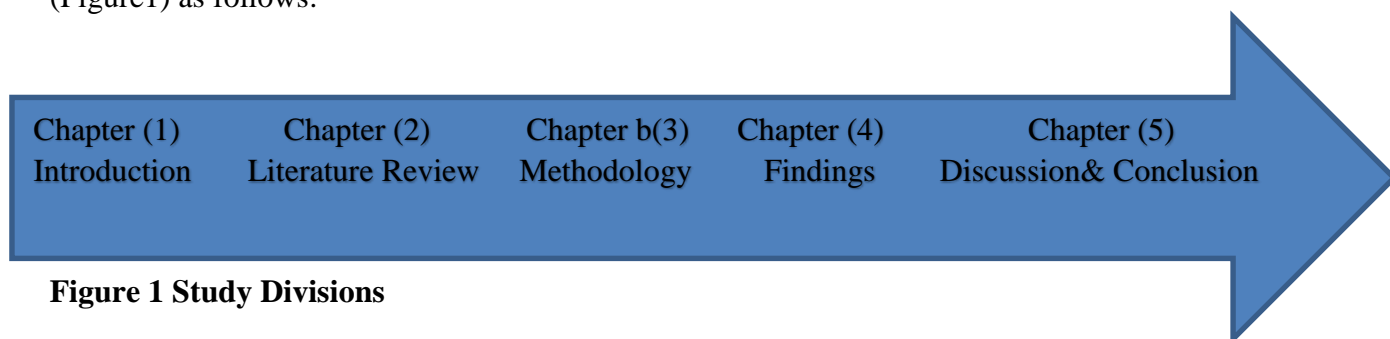 (Figure1) as follows:
Chapter (1) Chapter (2) Chapter b(3) Chapter (4) Chapter (5)
Introduction Literature Review Methodology Findings Discussion& Conclusion
Figure 1 Study Divisions